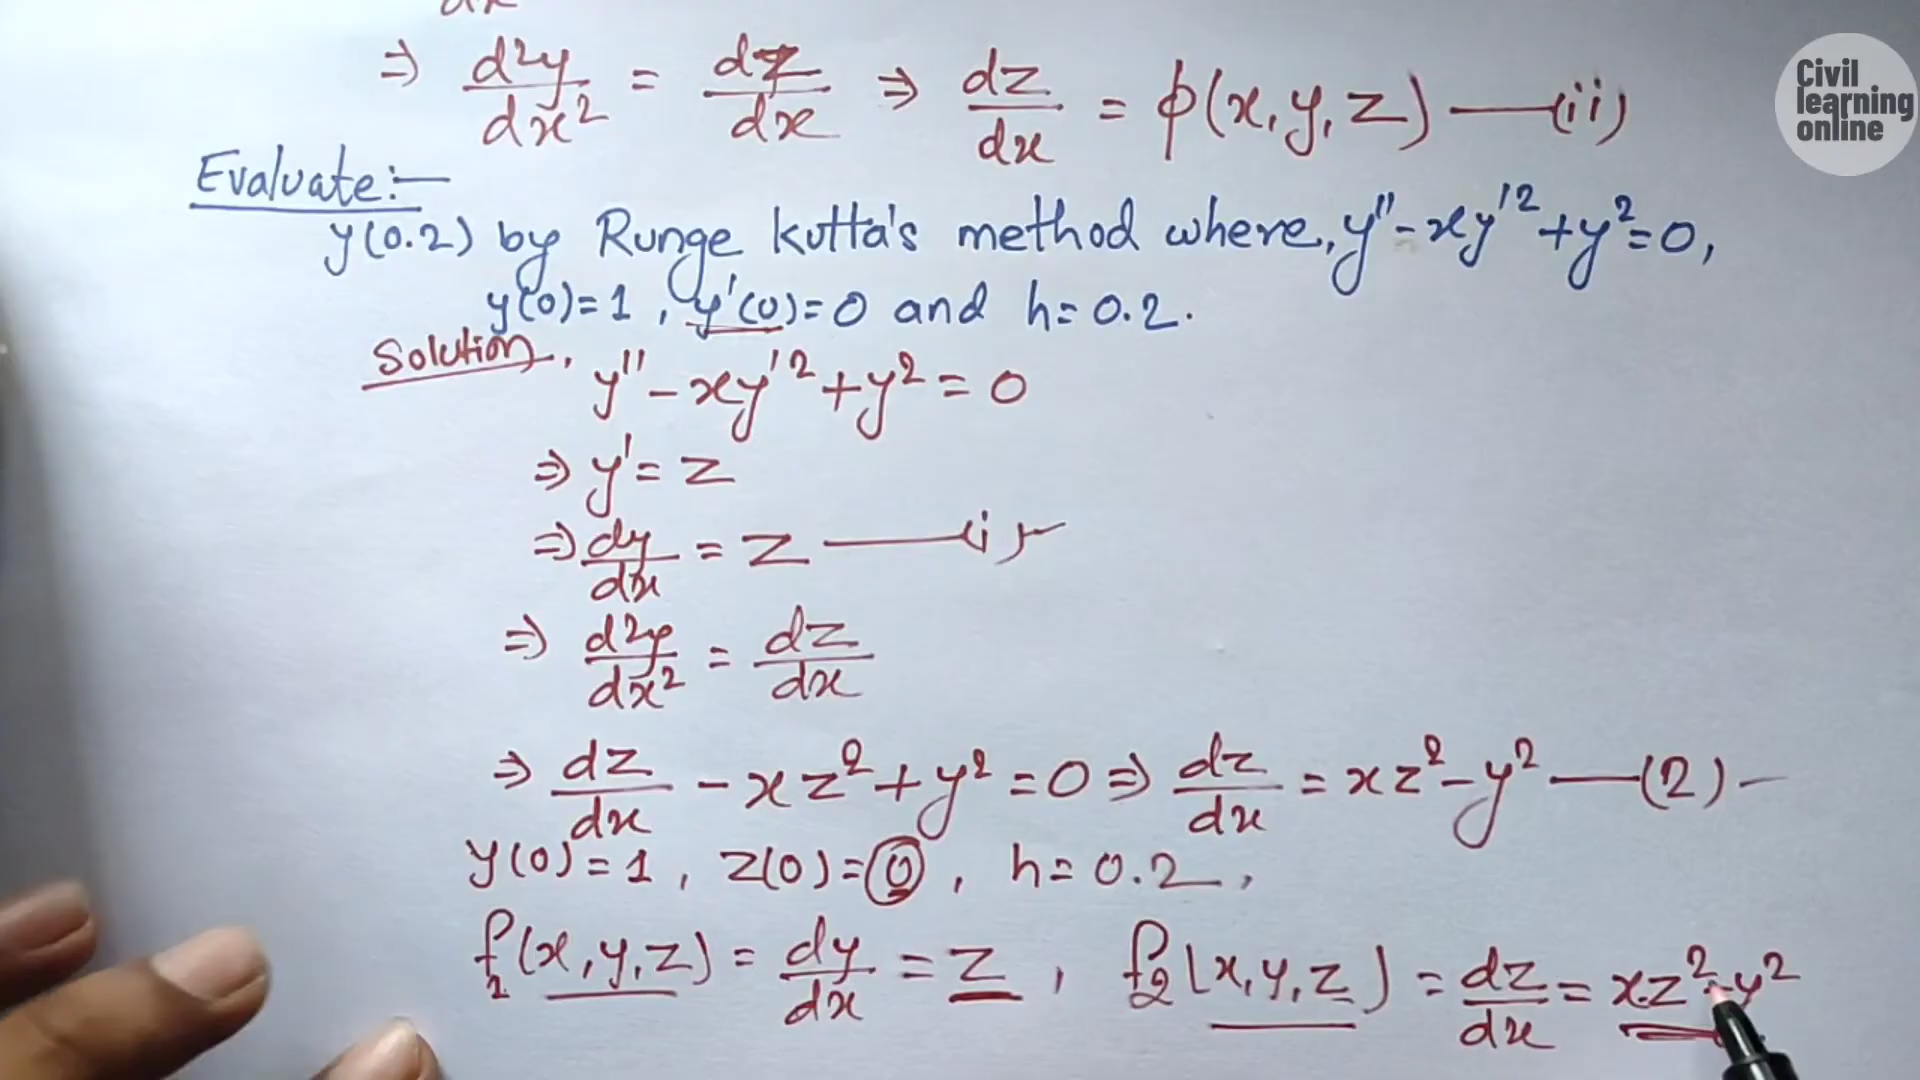 dx
⇒ d²y/dx² = dz/dx ⇒ dz/dx = φ(x, y, z) —(ii)
Evaluate:—
y(0.2) by Runge kutta's method where, y'' - xy'² + y² = 0,
y(0)=1, y'(0)=0 and h=0.2.
Solution,
y'' - xy'² + y² = 0
⇒ y' = z
⇒ dy/dx = z —(i)
⇒ d²y/dx² = dz/dx
⇒ dz/dx - xz² + y² = 0 ⇒ dz/dx = xz² - y² —(2)
y(0)=1, z(0)=0, h=0.2,
f₁(x,y,z) = dy/dx = z, f₂(x,y,z) = dz/dx = xz² - y²
Civil
learning
online